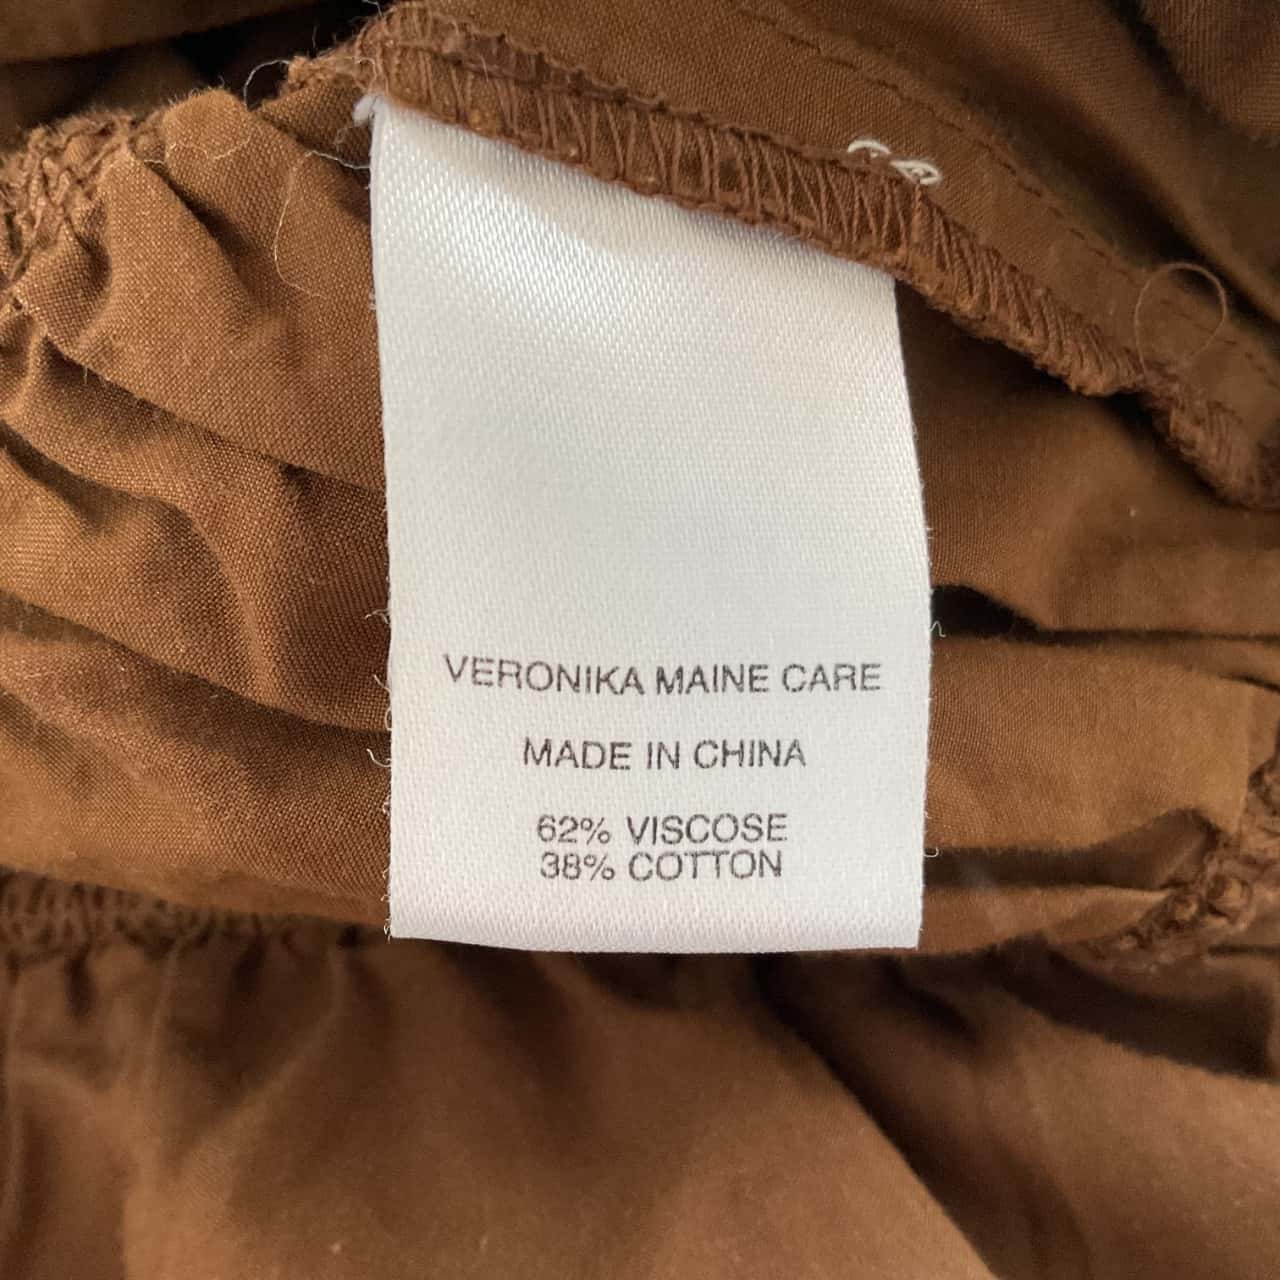 VERONIKA MAINE CARE
MADE IN CHINA
62% VISCOSE
38% COTTON